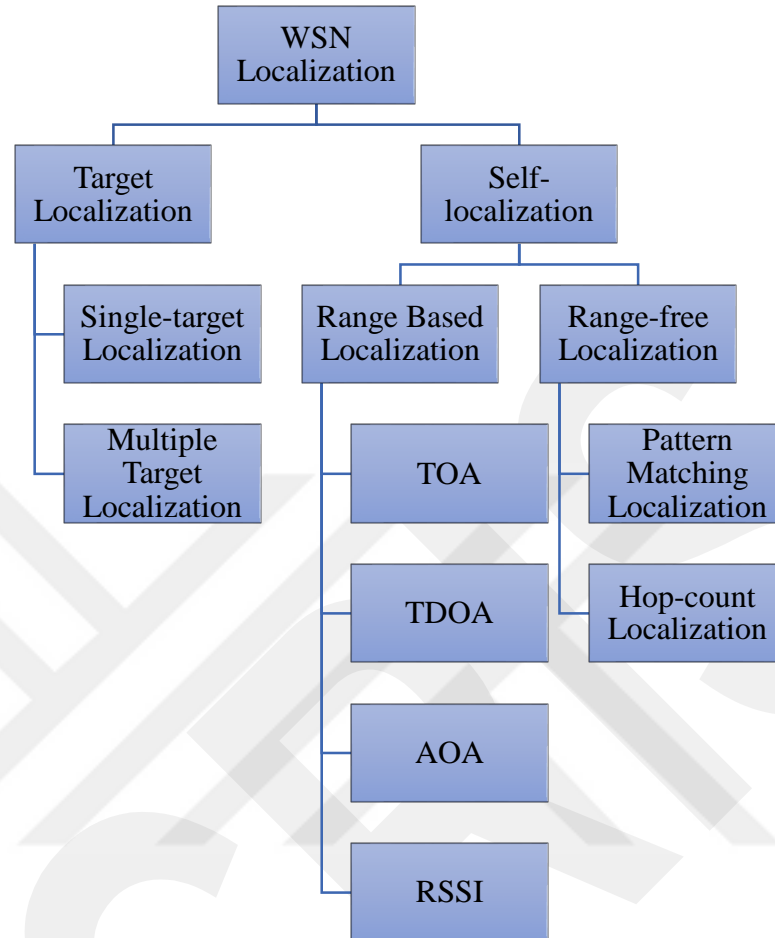 WSN
Localization
Target
Localization
Self-
localization
Single-target
Localization
Multiple
Target
Localization
Range Based
Localization
TOA
TDOA
AOA
RSSI
Range-free
Localization
Pattern
Matching
Localization
Hop-count
Localization